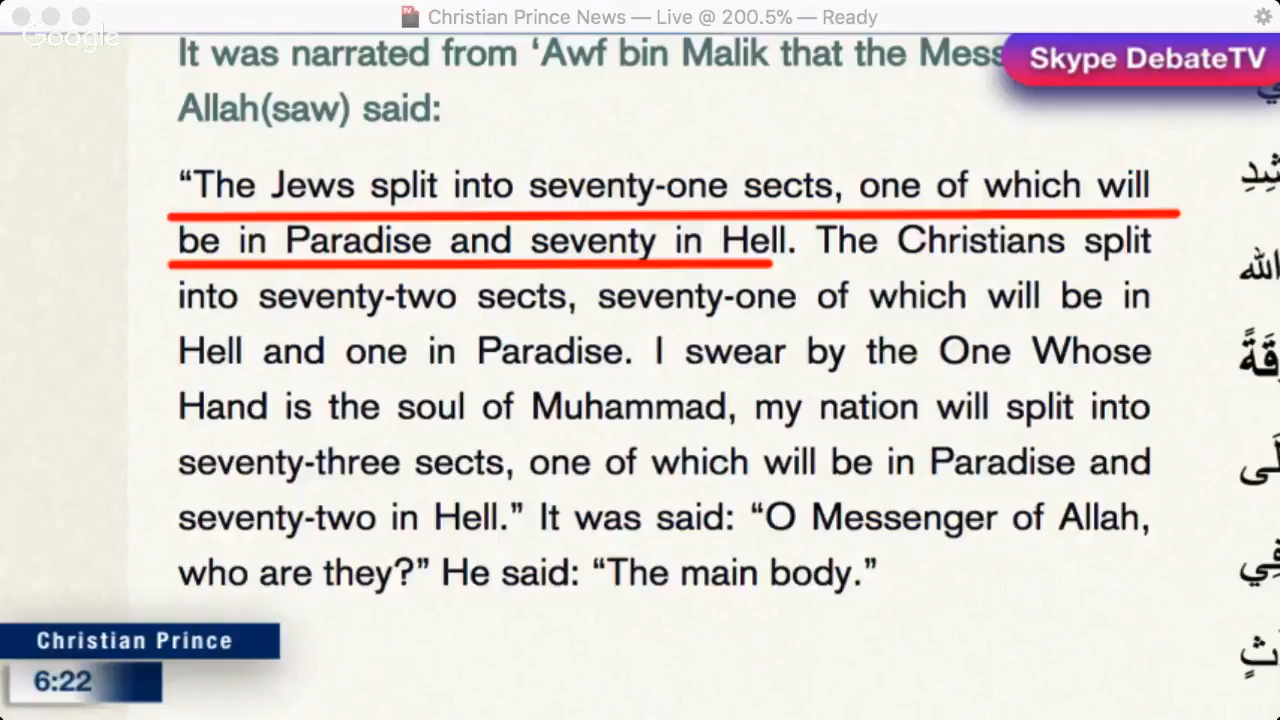 Christian Prince News — Live @ 200.5% — Ready
Google
It was narrated from ‘Awf bin Malik that the Mess
Skype DebateTV
Allah(saw) said:
“The Jews split into seventy-one sects, one of which will
be in Paradise and seventy in Hell. The Christians split
into seventy-two sects, seventy-one of which will be in
Hell and one in Paradise. I swear by the One Whose
Hand is the soul of Muhammad, my nation will split into
seventy-three sects, one of which will be in Paradise and
seventy-two in Hell.” It was said: “O Messenger of Allah,
who are they?” He said: “The main body.”
الله
Christian Prince
6:22